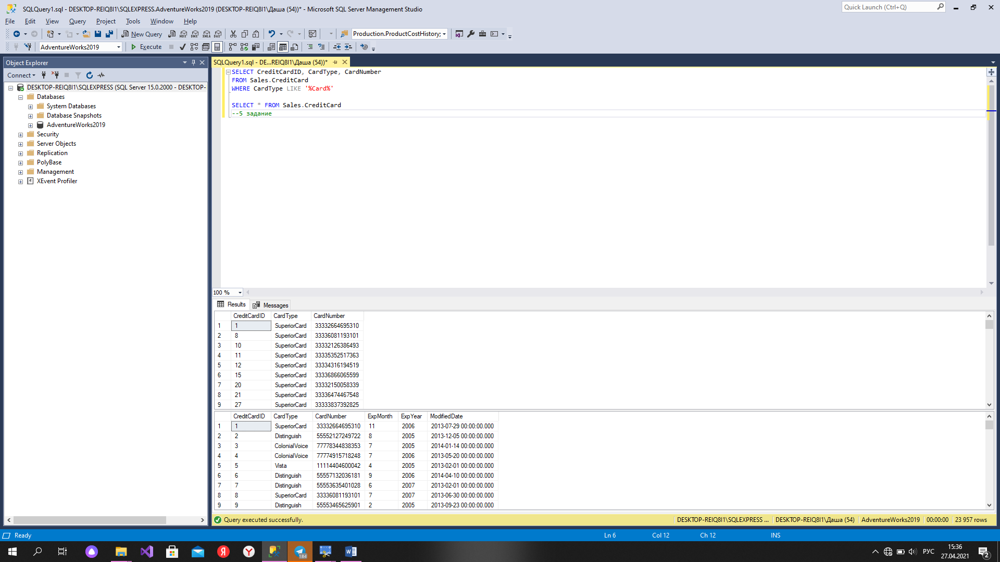 SQLQuery1.sql - DESKTOP-REIQ8I1\SQLEXPRESS.AdventureWorks2019 (DESKTOP-REIQ8I1\Даша (54))* - Microsoft SQL Server Management Studio
Quick Launch (Ctrl+Q)
File Edit View Query Project Tools Window Help
New Query
MDX DMX XMLA DAX
Production.ProductCostHistory;
AdventureWorks2019
Execute
Object Explorer
SQLQuery1.sql - DE...REIQ8I1\Даша (54))*
Connect
DESKTOP-REIQ8I1\SQLEXPRESS (SQL Server 15.0.2000 - DESKTOP-
Databases
System Databases
Database Snapshots
AdventureWorks2019
Security
Server Objects
Replication
PolyBase
Management
XEvent Profiler
SELECT CreditCardID, CardType, CardNumber
FROM Sales.CreditCard
WHERE CardType LIKE '%Card%'
SELECT * FROM Sales.CreditCard
--5 задание
100 %
Results Messages
CreditCardID CardType CardNumber
1 1 SuperiorCard 33332664695310
2 8 SuperiorCard 33336081193101
3 10 SuperiorCard 33332126386493
4 11 SuperiorCard 33335352517363
5 12 SuperiorCard 33334316194519
6 15 SuperiorCard 33336866065599
7 20 SuperiorCard 33332150058339
8 21 SuperiorCard 33336474467548
9 27 SuperiorCard 33333837392825
CreditCardID CardType CardNumber ExpMonth ExpYear ModifiedDate
1 1 SuperiorCard 33332664695310 11 2006 2013-07-29 00:00:00.000
2 2 Distinguish 55552127249722 8 2005 2013-12-05 00:00:00.000
3 3 ColonialVoice 77778344838353 7 2005 2014-01-14 00:00:00.000
4 4 ColonialVoice 77774915718248 7 2006 2013-05-20 00:00:00.000
5 5 Vista 11114404600042 4 2005 2013-02-01 00:00:00.000
6 6 Distinguish 55557132036181 9 2006 2014-04-10 00:00:00.000
7 7 Distinguish 55553635401028 6 2007 2013-02-01 00:00:00.000
8 8 SuperiorCard 33336081193101 7 2007 2013-06-30 00:00:00.000
9 9 Distinguish 55553465625901 2 2005 2013-09-23 00:00:00.000
Query executed successfully.
DESKTOP-REIQ8I1\SQLEXPRESS ... DESKTOP-REIQ8I1\Даша (54) AdventureWorks2019 00:00:00 23 957 rows
Ready
Ln 6 Col 12 Ch 12 INS
Я
Y
184
W
РУС
15:36
27.04.2021
2